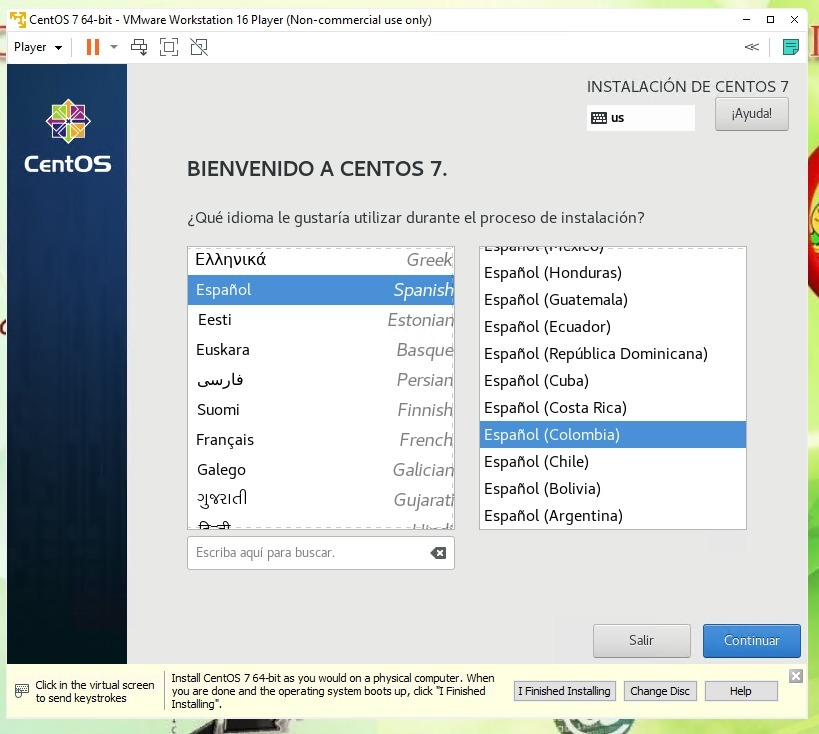 CentOS 7 64-bit - VMware Workstation 16 Player (Non-commercial use only)
Player
<<
INSTALACIÓN DE CENTOS 7
us
¡Ayuda!
CentOS
BIENVENIDO A CENTOS 7.
¿Qué idioma le gustaría utilizar durante el proceso de instalación?
Ελληνικά Greek
Español Spanish
Eesti Estonian
Euskara Basque
فارسی Persian
Suomi Finnish
Français French
Galego Galician
ગુજરાતી Gujarati
हिन्दी Hindi
Español (México)
Español (Honduras)
Español (Guatemala)
Español (Ecuador)
Español (República Dominicana)
Español (Cuba)
Español (Costa Rica)
Español (Colombia)
Español (Chile)
Español (Bolivia)
Español (Argentina)
Escriba aquí para buscar.
Salir
Continuar
Click in the virtual screen
to send keystrokes
Install CentOS 7 64-bit as you would on a physical computer. When
you are done and the operating system boots up, click "I Finished
Installing".
I Finished Installing
Change Disc
Help